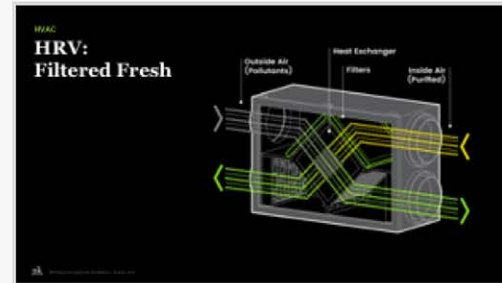 HVAC
HRV:
Filtered Fresh
Heat Exchanger
Outside Air
(Pollutants)
Filters
Inside Air
(Purified)